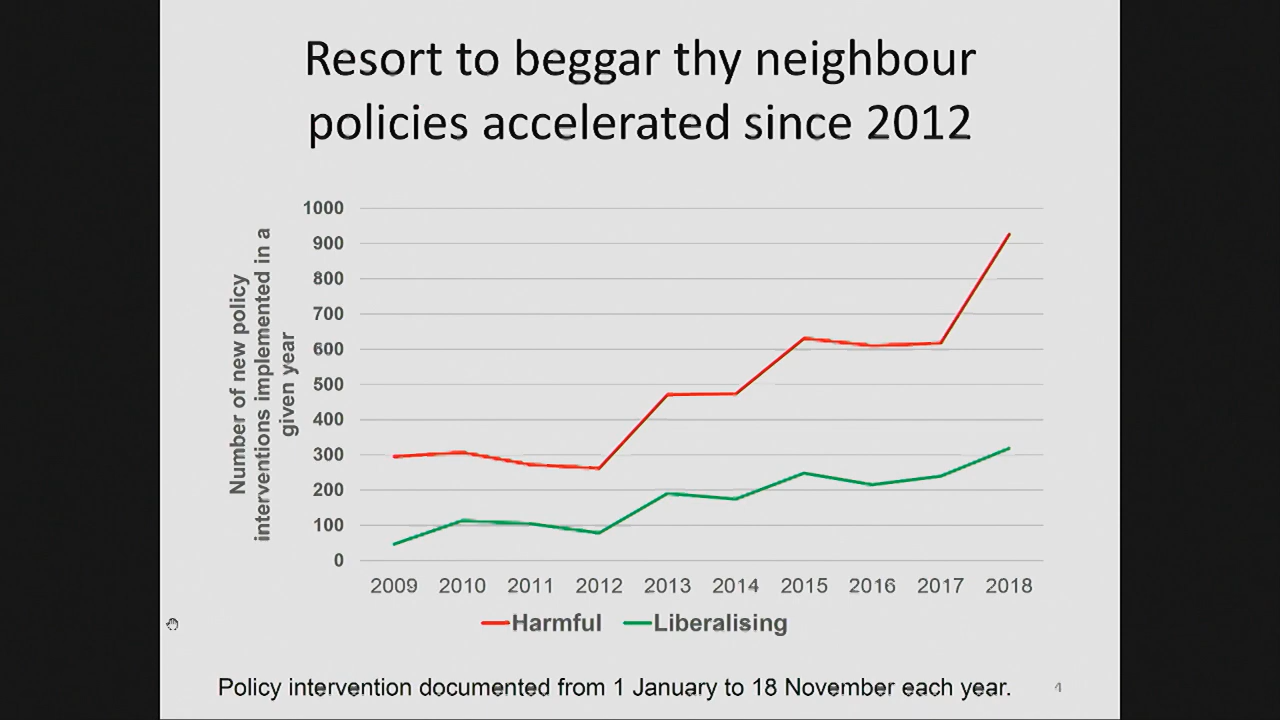 Resort to beggar thy neighbour
policies accelerated since 2012
Number of new policy
interventions implemented in a
given year
1000
900
800
700
600
500
400
300
200
100
0
2009 2010 2011 2012 2013 2014 2015 2016 2017 2018
Harmful Liberalising
Policy intervention documented from 1 January to 18 November each year.
4